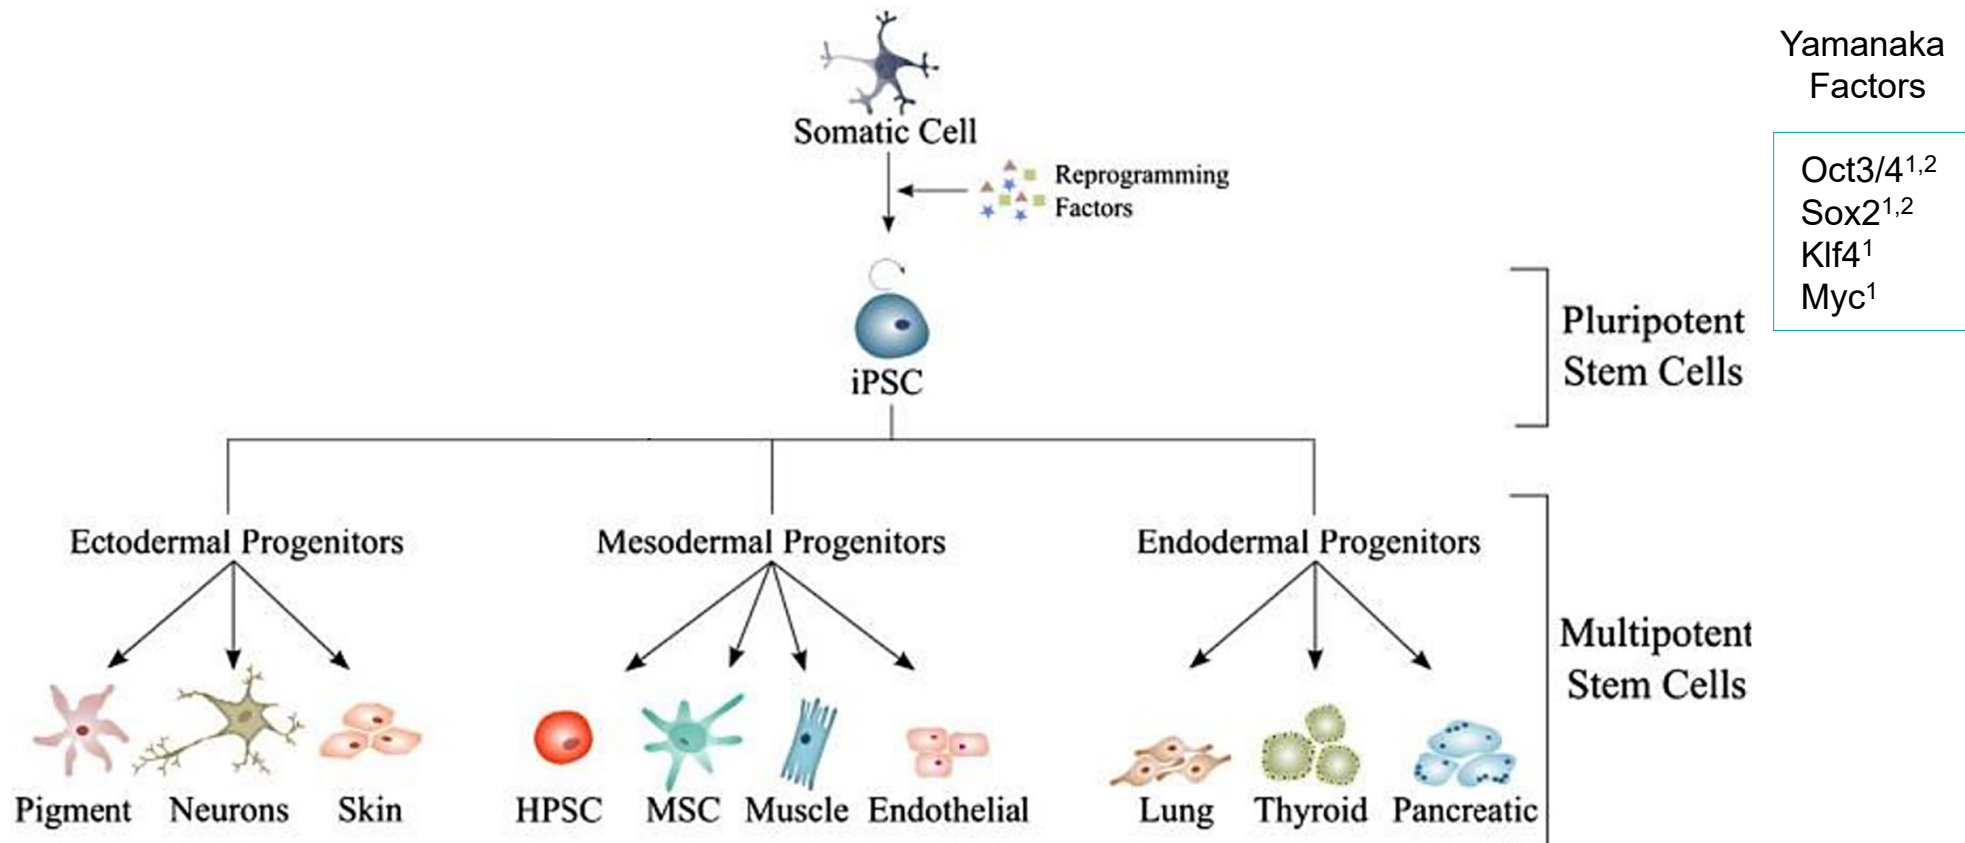 Yamanaka
Factors
Oct3/4¹,²
Sox2¹,²
Klf4¹
Myc¹
Somatic Cell
Reprogramming
Factors
iPSC
Pluripotent
Stem Cells
Ectodermal Progenitors
Mesodermal Progenitors
Endodermal Progenitors
Multipotent
Stem Cells
Pigment
Neurons
Skin
HPSC
MSC
Muscle
Endothelial
Lung
Thyroid
Pancreatic